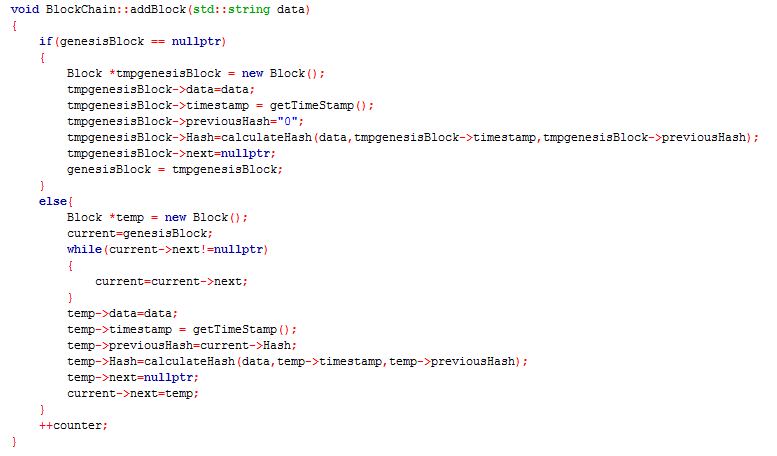 void BlockChain::addBlock(std::string data)
{
    if(genesisBlock == nullptr)
    {
        Block *tmpgenesisBlock = new Block();
        tmpgenesisBlock->data=data;
        tmpgenesisBlock->timestamp = getTimeStamp();
        tmpgenesisBlock->previousHash="0";
        tmpgenesisBlock->Hash=calculateHash(data,tmpgenesisBlock->timestamp,tmpgenesisBlock->previousHash);
        tmpgenesisBlock->next=nullptr;
        genesisBlock = tmpgenesisBlock;
    }
    else{
        Block *temp = new Block();
        current=genesisBlock;
        while(current->next!=nullptr)
        {
            current=current->next;
        }
        temp->data=data;
        temp->timestamp = getTimeStamp();
        temp->previousHash=current->Hash;
        temp->Hash=calculateHash(data,temp->timestamp,temp->previousHash);
        temp->next=nullptr;
        current->next=temp;
    }
    ++counter;
}